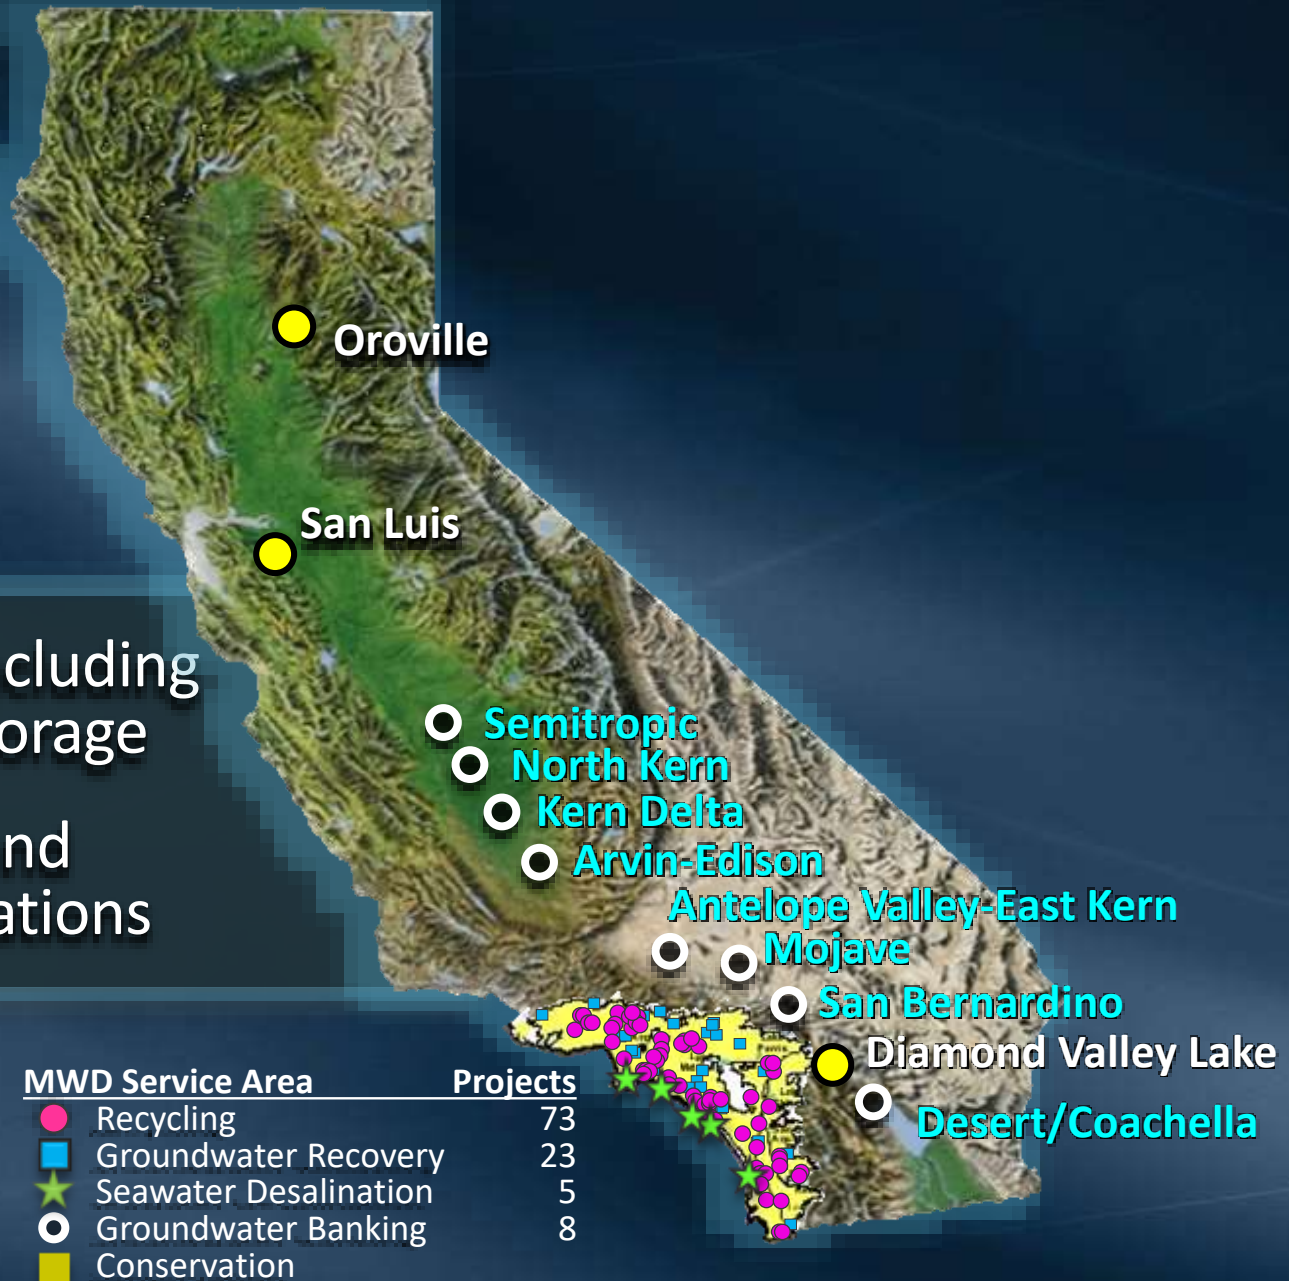 Oroville
San Luis
cluding
orage
nd
ations
Semitropic
North Kern
Kern Delta
Arvin-Edison
Antelope Valley-East Kern
Mojave
San Bernardino
Diamond Valley Lake
Desert/Coachella
MWD Service Area Projects
Recycling 73
Groundwater Recovery 23
Seawater Desalination 5
Groundwater Banking 8
Conservation